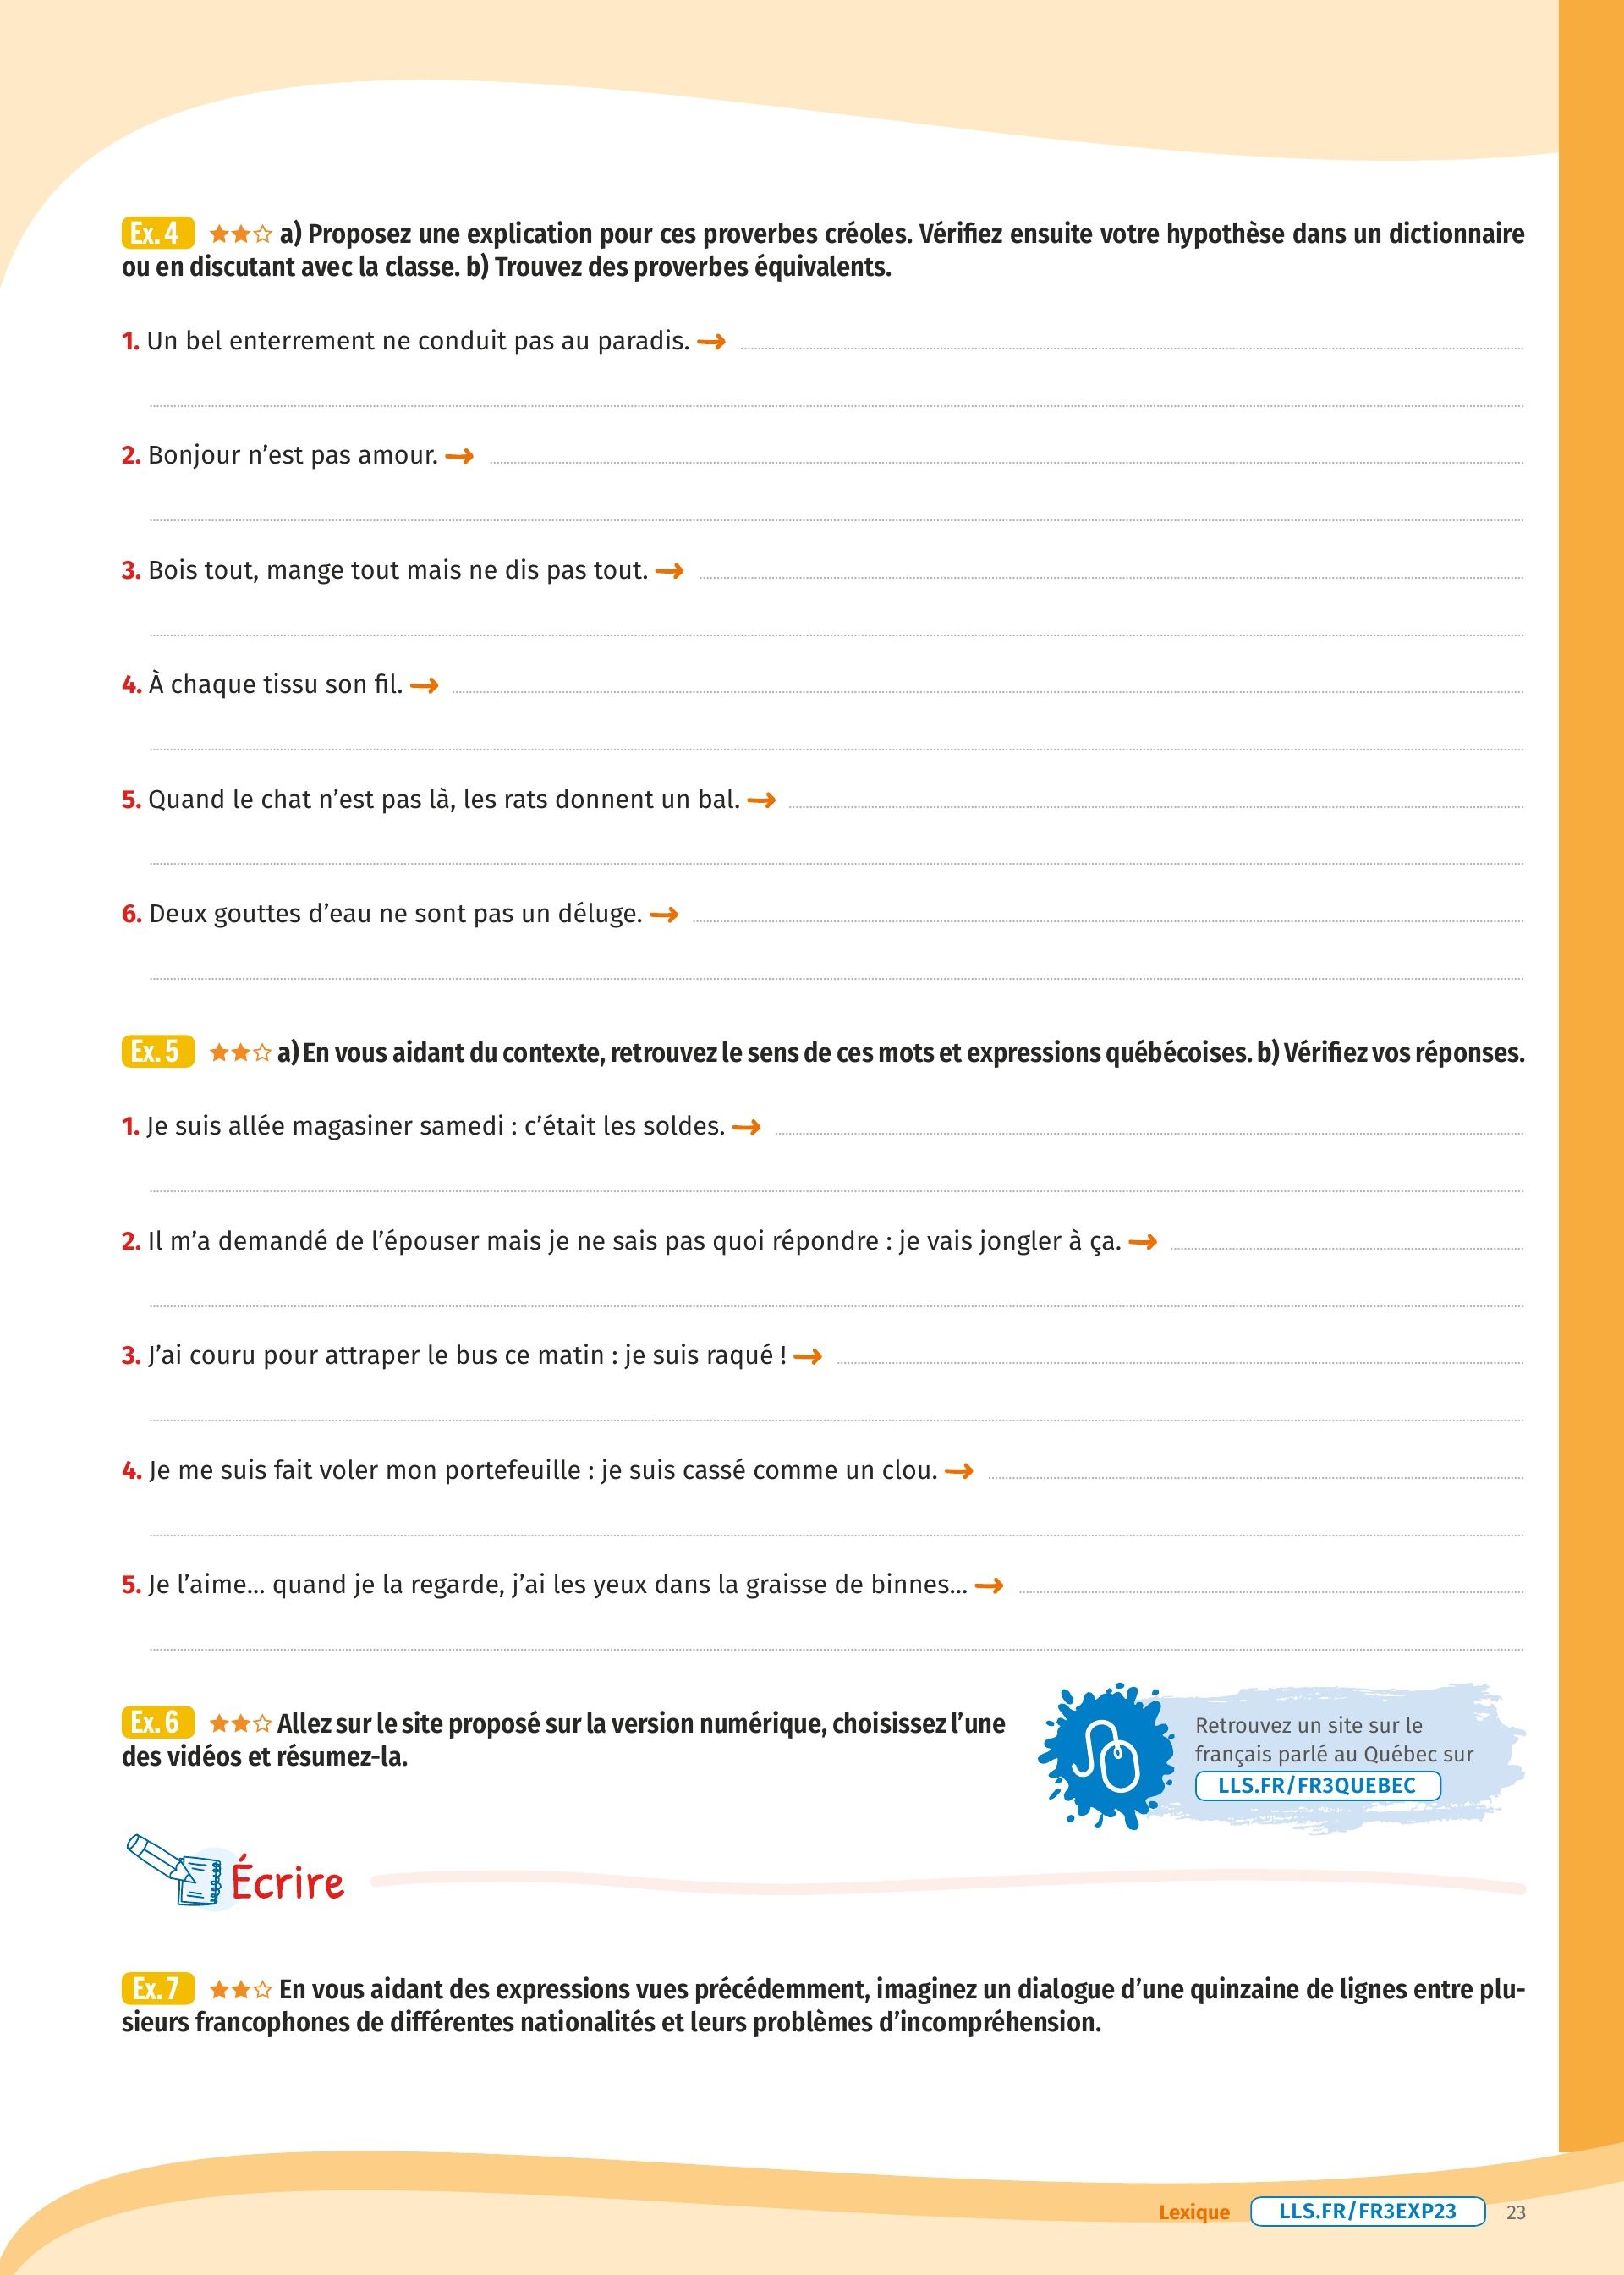 Ex. 4 ★★☆ a) Proposez une explication pour ces proverbes créoles. Vérifiez ensuite votre hypothèse dans un dictionnaire
ou en discutant avec la classe. b) Trouvez des proverbes équivalents.
1. Un bel enterrement ne conduit pas au paradis. →
2. Bonjour n’est pas amour. →
3. Bois tout, mange tout mais ne dis pas tout. →
4. À chaque tissu son fil. →
5. Quand le chat n’est pas là, les rats donnent un bal. →
6. Deux gouttes d’eau ne sont pas un déluge. →
Ex. 5 ★★☆ a) En vous aidant du contexte, retrouvez le sens de ces mots et expressions québécoises. b) Vérifiez vos réponses.
1. Je suis allée magasiner samedi : c’était les soldes. →
2. Il m’a demandé de l’épouser mais je ne sais pas quoi répondre : je vais jongler à ça. →
3. J’ai couru pour attraper le bus ce matin : je suis raqué ! →
4. Je me suis fait voler mon portefeuille : je suis cassé comme un clou. →
5. Je l’aime... quand je la regarde, j’ai les yeux dans la graisse de binnes... →
Ex. 6 ★★☆ Allez sur le site proposé sur la version numérique, choisissez l’une
des vidéos et résumez-la.
Retrouvez un site sur le
français parlé au Québec sur
LLS.FR/FR3QUEBEC
Écrire
Ex. 7 ★★☆ En vous aidant des expressions vues précédemment, imaginez un dialogue d’une quinzaine de lignes entre plu-
sieurs francophones de différentes nationalités et leurs problèmes d’incompréhension.
Lexique LLS.FR/FR3EXP23 23